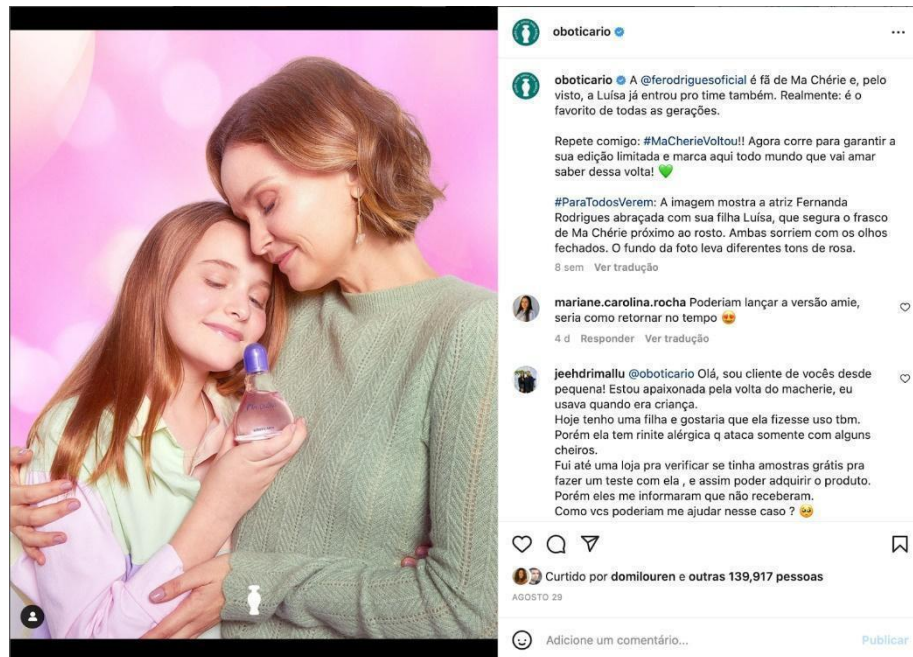 oboticario
oboticario A @ferodriguesoficial é fã de Ma Chérie e, pelo
visto, a Luísa já entrou pro time também. Realmente: é o
favorito de todas as gerações.
Repete comigo: #MaCherieVoltou!! Agora corre para garantir a
sua edição limitada e marca aqui todo mundo que vai amar
saber dessa volta! 💚
#ParaTodosVerem: A imagem mostra a atriz Fernanda
Rodrigues abraçada com sua filha Luísa, que segura o frasco
de Ma Chérie próximo ao rosto. Ambas sorriem com os olhos
fechados. O fundo da foto leva diferentes tons de rosa.
8 sem Ver tradução
mariane.carolina.rocha Poderiam lançar a versão amie,
seria como retornar no tempo 😍
4 d Responder Ver tradução
jeehdrimallu @oboticario Olá, sou cliente de vocês desde
pequena! Estou apaixonada pela volta do macherie, eu
usava quando era criança.
Hoje tenho uma filha e gostaria que ela fizesse uso tbm.
Porém ela tem rinite alérgica q ataca somente com alguns
cheiros.
Fui até uma loja pra verificar se tinha amostras grátis pra
fazer um teste com ela , e assim poder adquirir o produto.
Porém eles me informaram que não receberam.
Como vcs poderiam me ajudar nesse caso ? 🥹
Curtido por domilouren e outras 139,917 pessoas
AGOSTO 29
Adicione um comentário...
Publicar